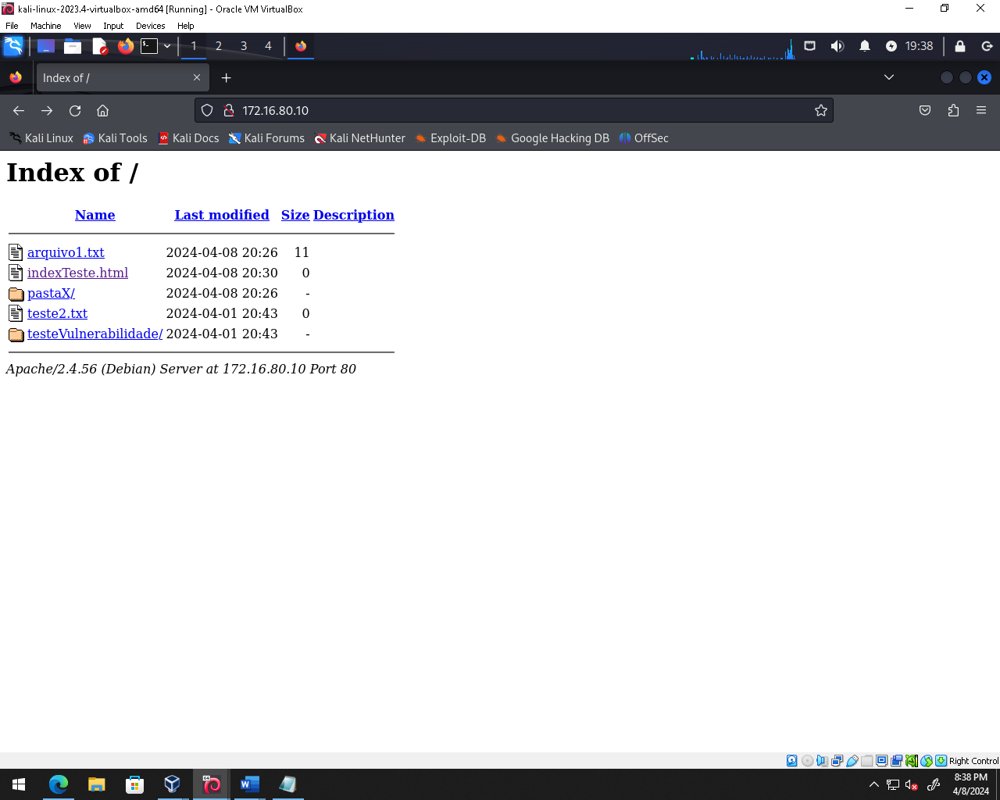 kali-linux-2023.4-virtualbox-amd64 [Running] - Oracle VM VirtualBox
File Machine View Input Devices Help
1 2 3 4 19:38
Index of /
172.16.80.10
Kali Linux Kali Tools Kali Docs Kali Forums Kali NetHunter Exploit-DB Google Hacking DB OffSec
Index of /
Name Last modified Size Description
arquivo1.txt 2024-04-08 20:26 11
indexTeste.html 2024-04-08 20:30 0
pastaX/ 2024-04-08 20:26 -
teste2.txt 2024-04-01 20:43 0
testeVulnerabilidade/ 2024-04-01 20:43 -
Apache/2.4.56 (Debian) Server at 172.16.80.10 Port 80
Right Control
64
8:38 PM
4/8/2024